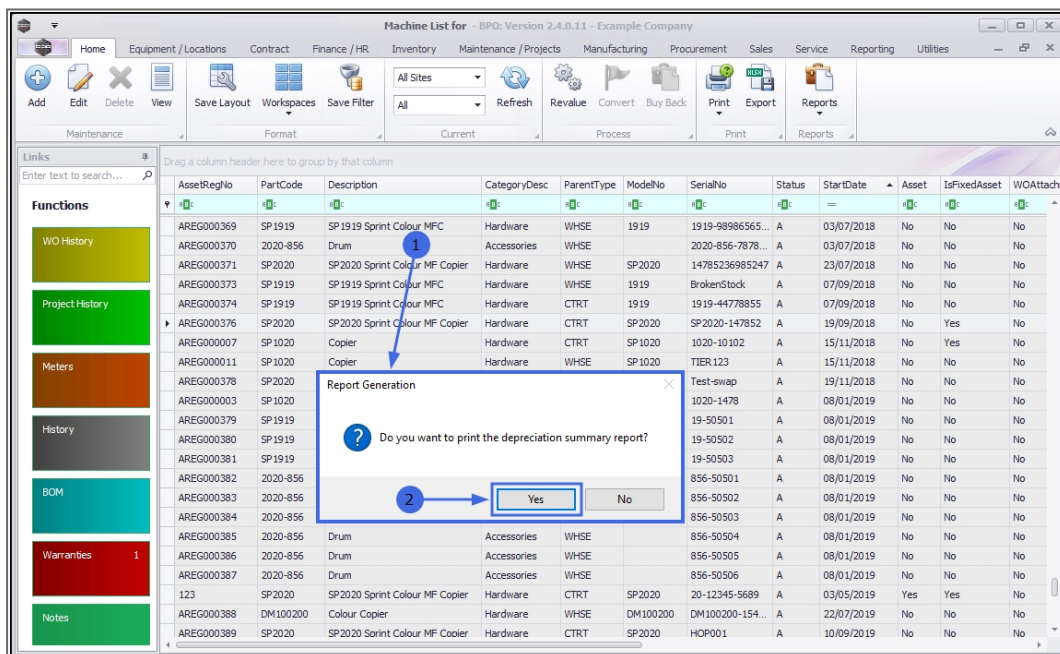 Machine List for - BPO: Version 2.4.0.11 - Example Company
Home Equipment / Locations Contract Finance / HR Inventory Maintenance / Projects Manufacturing Procurement Sales Service Reporting Utilities
All Sites
All
Add Edit Delete View Save Layout Workspaces Save Filter Refresh Revalue Convert Buy Back Print Export Reports
Maintenance Format Current Process Print Reports
Links
Enter text to search...
Functions
WO History
Project History
Meters
History
BOM
Warranties 1
Notes
Drag a column header here to group by that column
AssetRegNo PartCode Description CategoryDesc ParentType ModelNo SerialNo Status StartDate Asset IsFixedAsset WOAttach
=
AREG000369 SP1919 SP1919 Sprint Colour MFC Hardware WHSE 1919 1919-98986565... A 03/07/2018 No No No
AREG000370 2020-856 Drum Accessories WHSE 2020-856-7878... A 03/07/2018 No No No
AREG000371 SP2020 SP2020 Sprint Colour MF Copier Hardware WHSE SP2020 14785236985247 A 23/07/2018 No No No
AREG000373 SP1919 SP1919 Sprint Colour MFC Hardware WHSE 1919 BrokenStock A 07/09/2018 No No No
AREG000374 SP1919 SP1919 Sprint Colour MFC Hardware CTRT 1919 1919-44778855 A 07/09/2018 No No No
AREG000376 SP2020 SP2020 Sprint Colour MF Copier Hardware CTRT SP2020 SP2020-147852 A 19/09/2018 No Yes No
AREG000007 SP1020 Copier Hardware CTRT SP1020 1020-10102 A 15/11/2018 No Yes No
AREG000011 SP1020 Copier Hardware WHSE SP1020 TIER123 A 15/11/2018 No No No
AREG000378 SP2020 Test-swap A 19/11/2018 No No No
AREG000003 SP1020 1020-1478 A 08/01/2019 No No No
AREG000379 SP1919 19-50501 A 08/01/2019 No No No
AREG000380 SP1919 19-50502 A 08/01/2019 No No No
AREG000381 SP1919 19-50503 A 08/01/2019 No No No
AREG000382 2020-856 856-50501 A 08/01/2019 No No No
AREG000383 2020-856 856-50502 A 08/01/2019 No No No
AREG000384 2020-856 856-50503 A 08/01/2019 No No No
AREG000385 2020-856 Drum Accessories WHSE 856-50504 A 08/01/2019 No No No
AREG000386 2020-856 Drum Accessories WHSE 856-50505 A 08/01/2019 No No No
AREG000387 2020-856 Drum Accessories WHSE 856-50506 A 08/01/2019 No No No
123 SP2020 SP2020 Sprint Colour MF Copier Hardware CTRT SP2020 20-12345-5689 A 03/05/2019 Yes Yes No
AREG000388 DM100200 Colour Copier Hardware WHSE DM100200 DM100200-154... A 22/07/2019 No No No
AREG000389 SP2020 SP2020 Sprint Colour MF Copier Hardware CTRT SP2020 HOP001 A 10/09/2019 No No No
1
Report Generation
Do you want to print the depreciation summary report?
2
Yes No